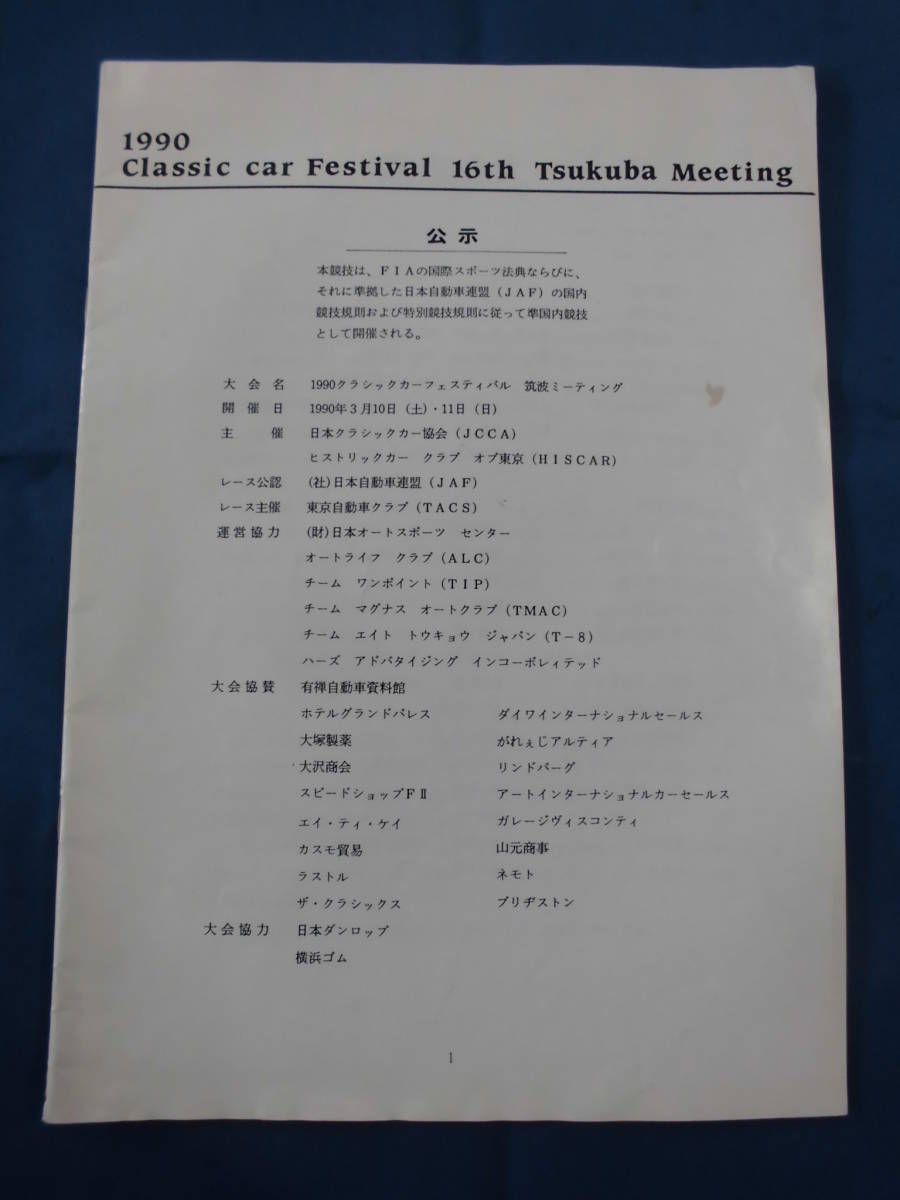 1990
Classic car Festival 16th Tsukuba Meeting
公示
本競技は、FIAの国際スポーツ法典ならびに、
それに準拠した日本自動車連盟(JAF)の国内
競技規則および特別競技規則に従って準国内競技
として開催される。
大会名 1990クラシックカーフェスティバル 筑波ミーティング
開催日 1990年3月10日(土)・11日(日)
主催 日本クラシックカー協会(JCCA)
ヒストリックカー クラブ オブ東京(HISCAR)
レース公認 (社)日本自動車連盟(JAF)
レース主催 東京自動車クラブ(TACS)
運営協力 (財)日本オートスポーツ センター
オートライフ クラブ(ALC)
チーム ワンポイント(TIP)
チーム マグナス オートクラブ(TMAC)
チーム エイト トウキョウ ジャパン(T-8)
ハーズ アドバタイジング インコーポレィテッド
大会協賛 有禅自動車資料館
ホテルグランドパレス ダイワインターナショナルセールス
大塚製薬 がれぇじアルティア
大沢商会 リンドバーグ
スピードショップFⅡ アートインターナショナルカーセールス
エイ・ティ・ケイ ガレージヴィスコンティ
カスモ貿易 山元商事
ラストル ネモト
ザ・クラシックス ブリヂストン
大会協力 日本ダンロップ
横浜ゴム
1